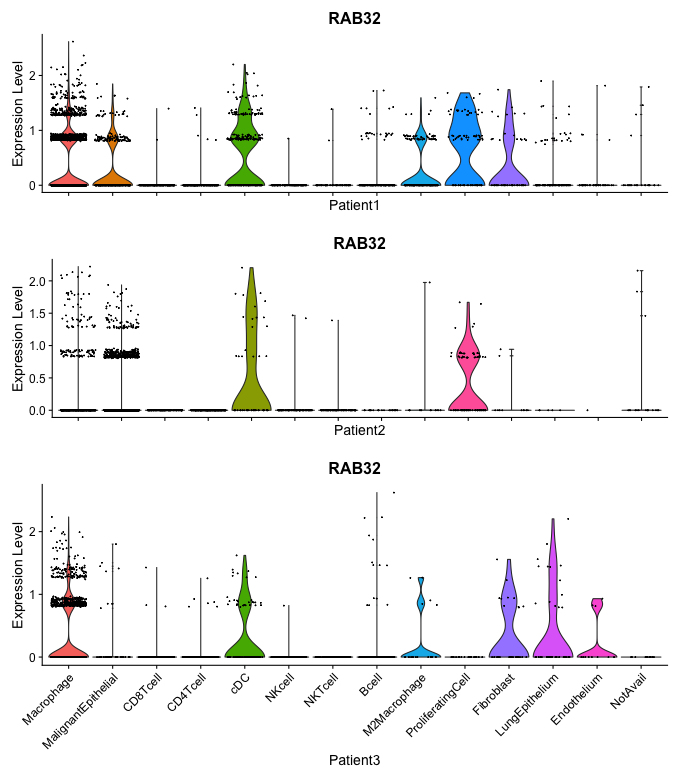 RAB32
Expression Level
2
1
0
Patient1
RAB32
Expression Level
2.0
1.5
1.0
0.5
0.0
Patient2
RAB32
Expression Level
2
1
0
Macrophage
MalignantEpithelial
CD8Tcell
CD4Tcell
cDC
NKcell
NKTcell
Bcell
M2Macrophage
ProliferatingCell
Fibroblast
LungEpithelium
Endothelium
NotAvail
Patient3